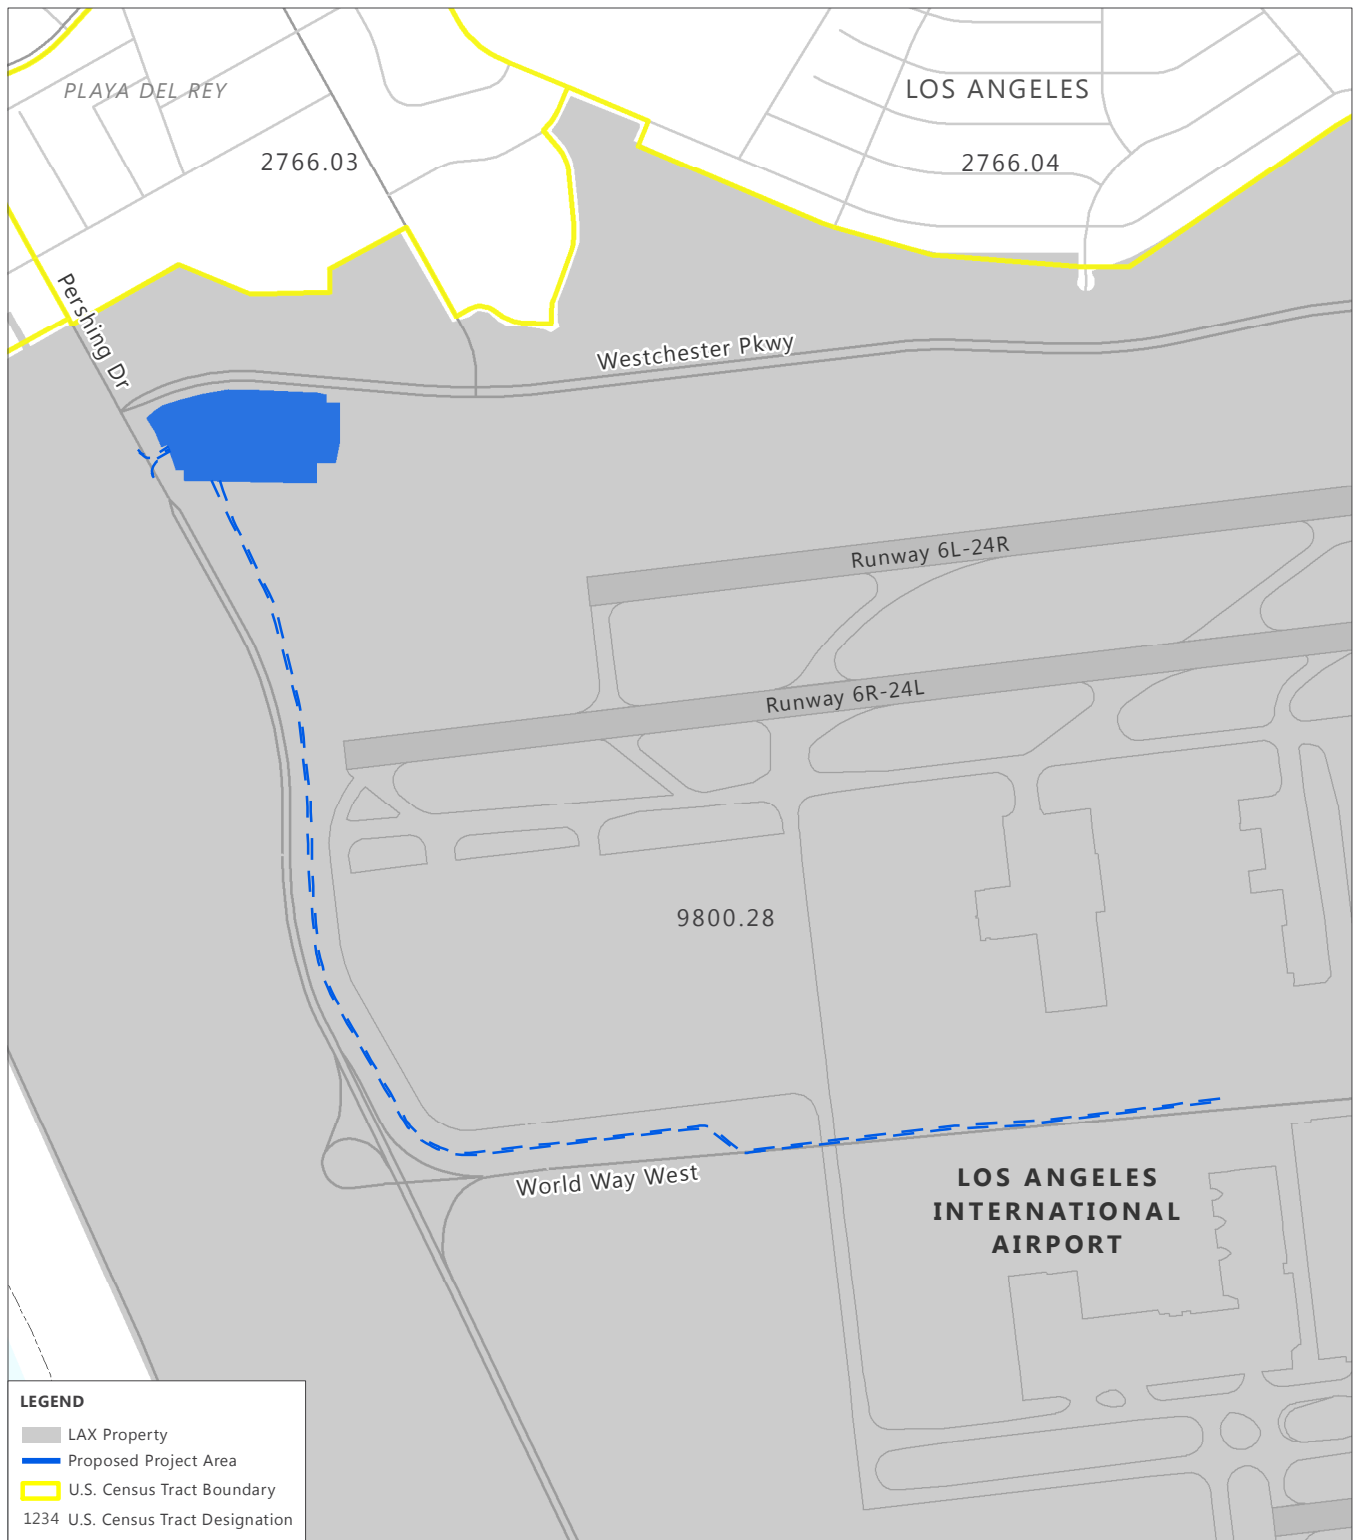 PLAYA DEL REY
LOS ANGELES
2766.03
2766.04
Pershing Dr
Westchester Pkwy
Runway 6L-24R
Runway 6R-24L
9800.28
World Way West
LOS ANGELES
INTERNATIONAL
AIRPORT
LEGEND
LAX Property
Proposed Project Area
U.S. Census Tract Boundary
1234 U.S. Census Tract Designation